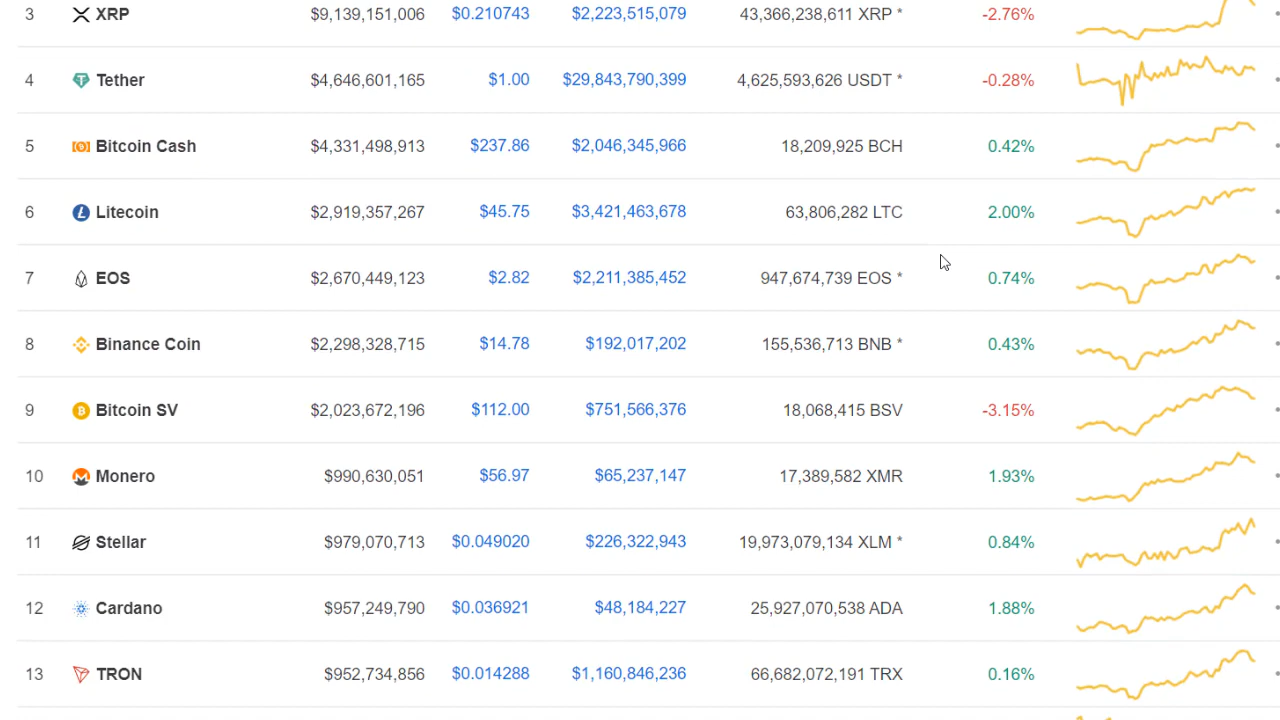 3 XRP $9,139,151,006 $0.210743 $2,223,515,079 43,366,238,611 XRP * -2.76%
4 Tether $4,646,601,165 $1.00 $29,843,790,399 4,625,593,626 USDT * -0.28%
5 Bitcoin Cash $4,331,498,913 $237.86 $2,046,345,966 18,209,925 BCH 0.42%
6 Litecoin $2,919,357,267 $45.75 $3,421,463,678 63,806,282 LTC 2.00%
7 EOS $2,670,449,123 $2.82 $2,211,385,452 947,674,739 EOS * 0.74%
8 Binance Coin $2,298,328,715 $14.78 $192,017,202 155,536,713 BNB * 0.43%
9 Bitcoin SV $2,023,672,196 $112.00 $751,566,376 18,068,415 BSV -3.15%
10 Monero $990,630,051 $56.97 $65,237,147 17,389,582 XMR 1.93%
11 Stellar $979,070,713 $0.049020 $226,322,943 19,973,079,134 XLM * 0.84%
12 Cardano $957,249,790 $0.036921 $48,184,227 25,927,070,538 ADA 1.88%
13 TRON $952,734,856 $0.014288 $1,160,846,236 66,682,072,191 TRX 0.16%